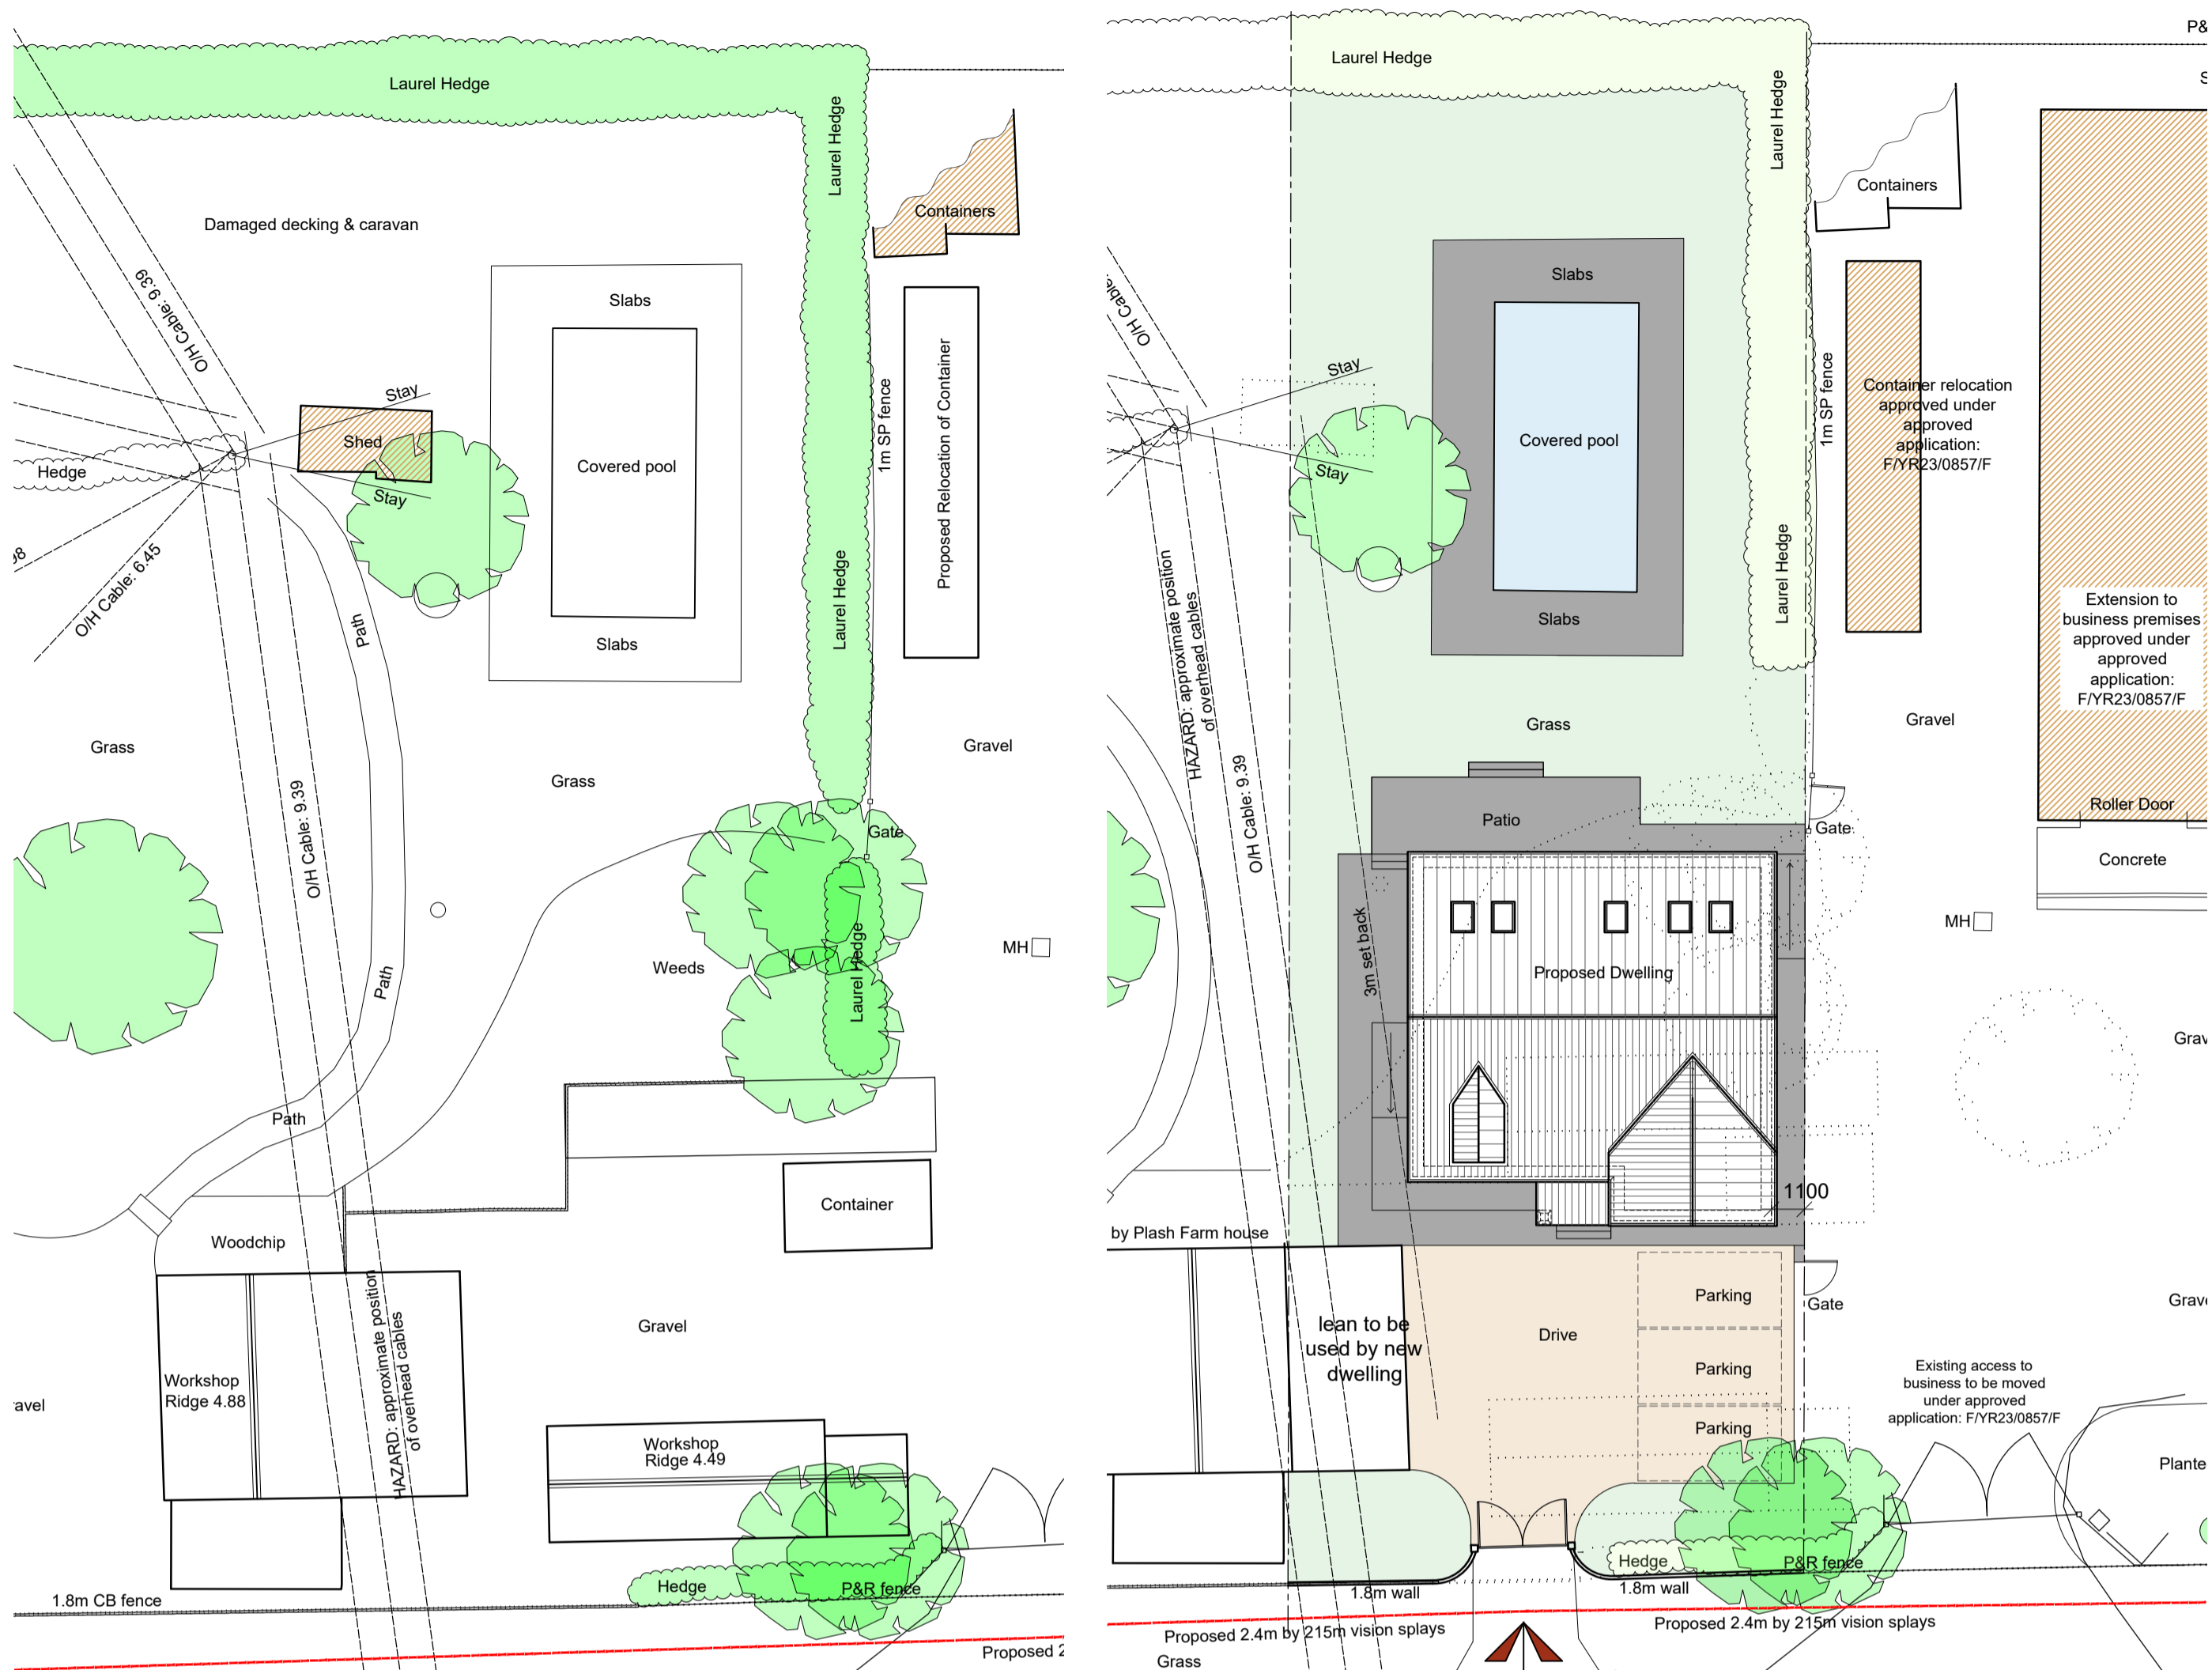 Laurel Hedge
Laurel Hedge
Containers
Damaged decking & caravan
O/H Cable: 9.39
Slabs
Stay
Shed
Hedge
Stay
Covered pool
1m SP fence
Proposed Relocation of Container
Laurel Hedge
98
O/H Cable: 6.45
Path
Slabs
Grass
Grass
Gravel
O/H Cable: 9.39
Gate
Laurel Hedge
Weeds
MH
Path
Path
Container
Woodchip
Gravel
HAZARD: approximate position
of overhead cables
Workshop
Ridge 4.88
ravel
Workshop
Ridge 4.49
Hedge
P&R fence
1.8m CB fence
Proposed 2
Laurel Hedge
Laurel Hedge
P&
S
Containers
O/H Cable
Slabs
Stay
Stay
Covered pool
1m SP fence
Container relocation
approved under
approved
application:
F/YR23/0857/F
Laurel Hedge
Slabs
HAZARD: approximate position
of overhead cables
Extension to
business premises
approved under
approved
application:
F/YR23/0857/F
Grass
Gravel
O/H Cable: 9.39
Roller Door
Patio
Gate
Concrete
3m set back
MH
Proposed Dwelling
Grav
1100
by Plash Farm house
Parking
Gate
Grave
lean to be
used by new
dwelling
Drive
Parking
Parking
Existing access to
business to be moved
under approved
application: F/YR23/0857/F
Plante
Hedge
P&R fence
1.8m wall
1.8m wall
Proposed 2.4m by 215m vision splays
Proposed 2.4m by 215m vision splays
Grass